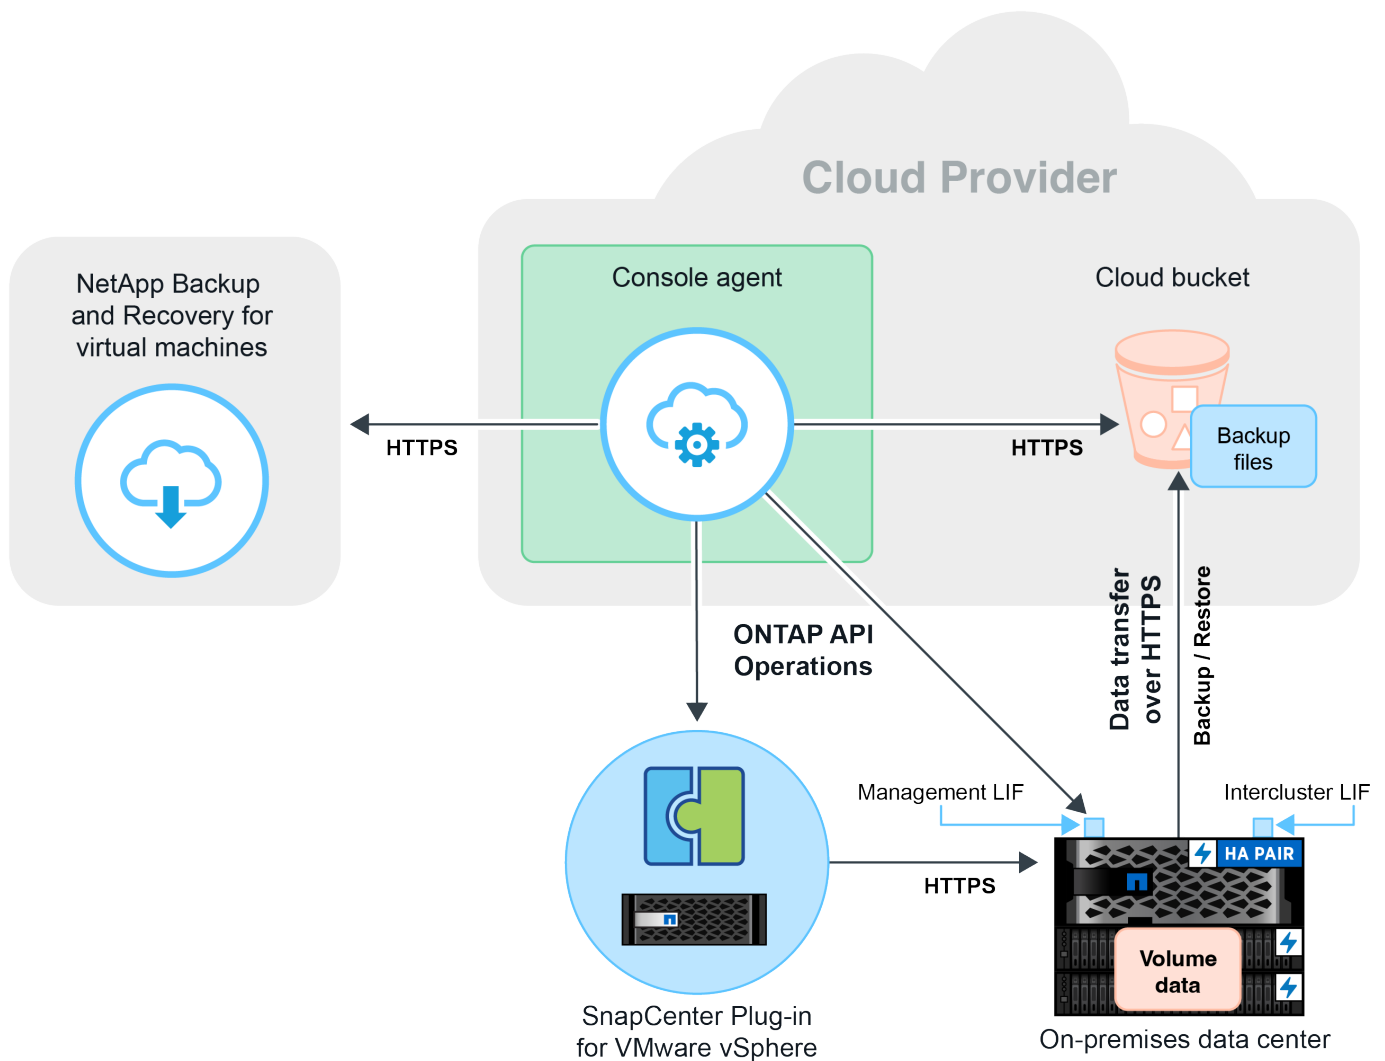 Cloud Provider
NetApp Backup
and Recovery for
virtual machines
Console agent
Cloud bucket
Backup
files
HTTPS
HTTPS
ONTAP API
Operations
Data transfer
over HTTPS
Backup / Restore
Management LIF
Intercluster LIF
HA PAIR
HTTPS
Volume
data
SnapCenter Plug-in
for VMware vSphere
On-premises data center